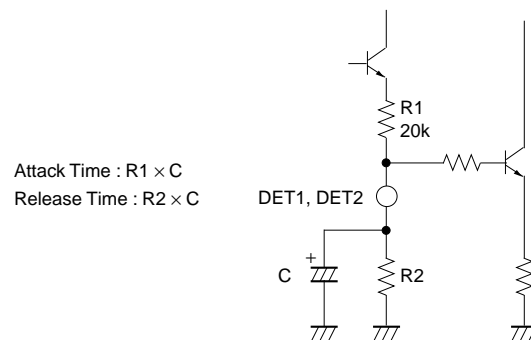 R1
20k
Attack Time : R1 × C
Release Time : R2 × C
DET1, DET2
+
C
R2